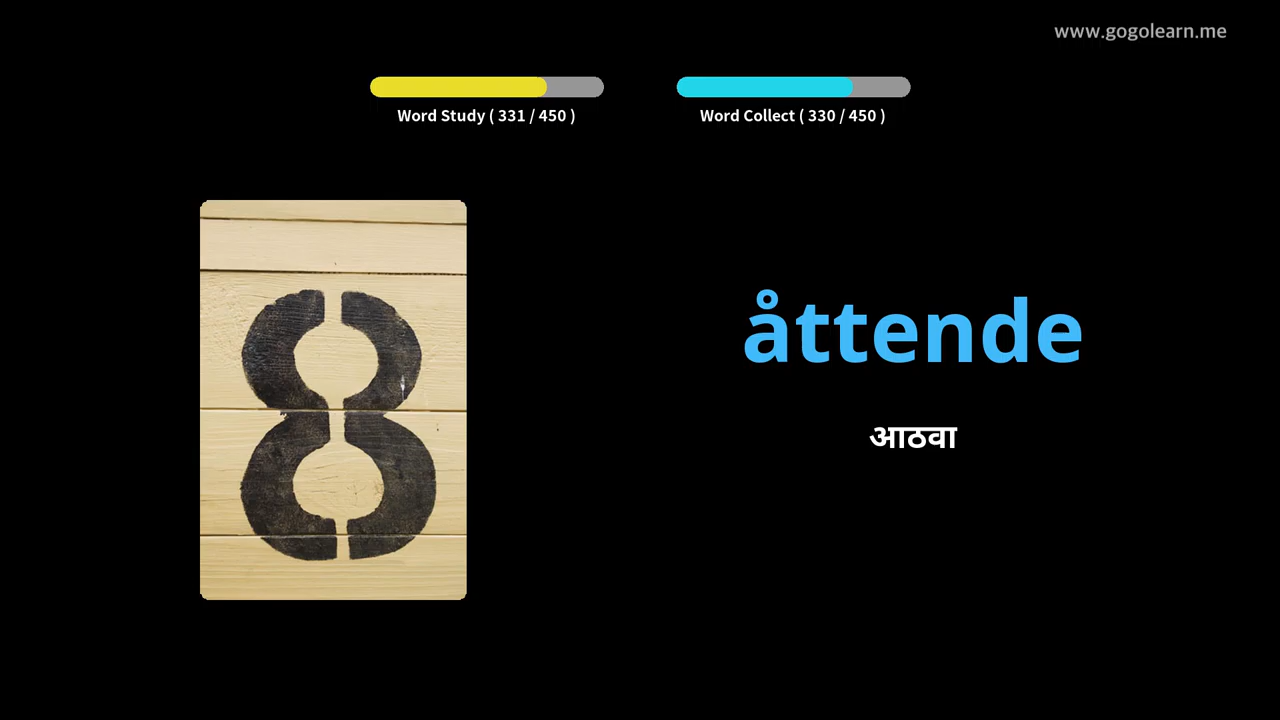 www.gogolearn.me
Word Study ( 331 / 450 )
Word Collect ( 330 / 450 )
8
åttende
आठवा